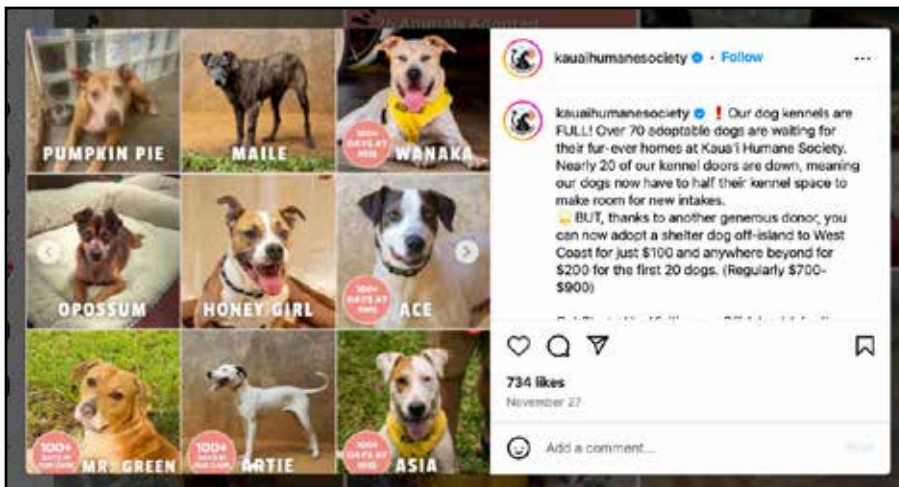 24 Animals Adopted
PUMPKIN PIE
MAILE
100+
DAYS AT
KHS
WANAKA
OPOSSUM
HONEY GIRL
100+
DAYS AT
KHS
ACE
100+
DAYS IN
OUR CARE
MR. GREEN
100+
DAYS IN
OUR CARE
ARTIE
100+
DAYS AT
KHS
ASIA
kauaihumanesociety · Follow
kauaihumanesociety ❗ Our dog kennels are
FULL! Over 70 adoptable dogs are waiting for
their fur-ever homes at Kaua'i Humane Society.
Nearly 20 of our kennel doors are down, meaning
our dogs now have to half their kennel space to
make room for new intakes.
BUT, thanks to another generous donor, you
can now adopt a shelter dog off-island to West
Coast for just $100 and anywhere beyond for
$200 for the first 20 dogs. (Regularly $700-
$900)
734 likes
November 27
Add a comment...